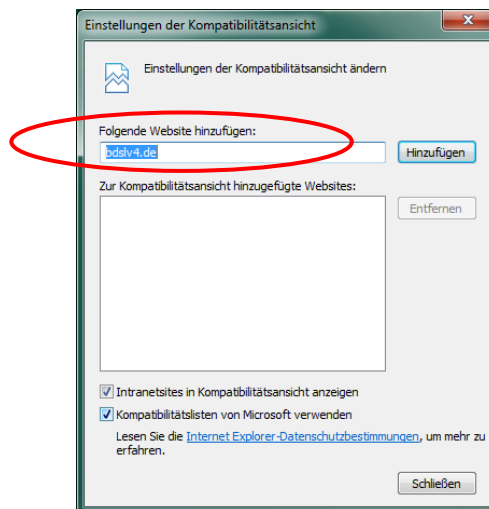 Einstellungen der Kompatibilitätsansicht
Einstellungen der Kompatibilitätsansicht ändern
Folgende Website hinzufügen:
bdslv4.de
Hinzufügen
Zur Kompatibilitätsansicht hinzugefügte Websites:
Entfernen
Intranetsites in Kompatibilitätsansicht anzeigen
Kompatibilitätslisten von Microsoft verwenden
Lesen Sie die Internet Explorer-Datenschutzbestimmungen, um mehr zu
erfahren.
Schließen